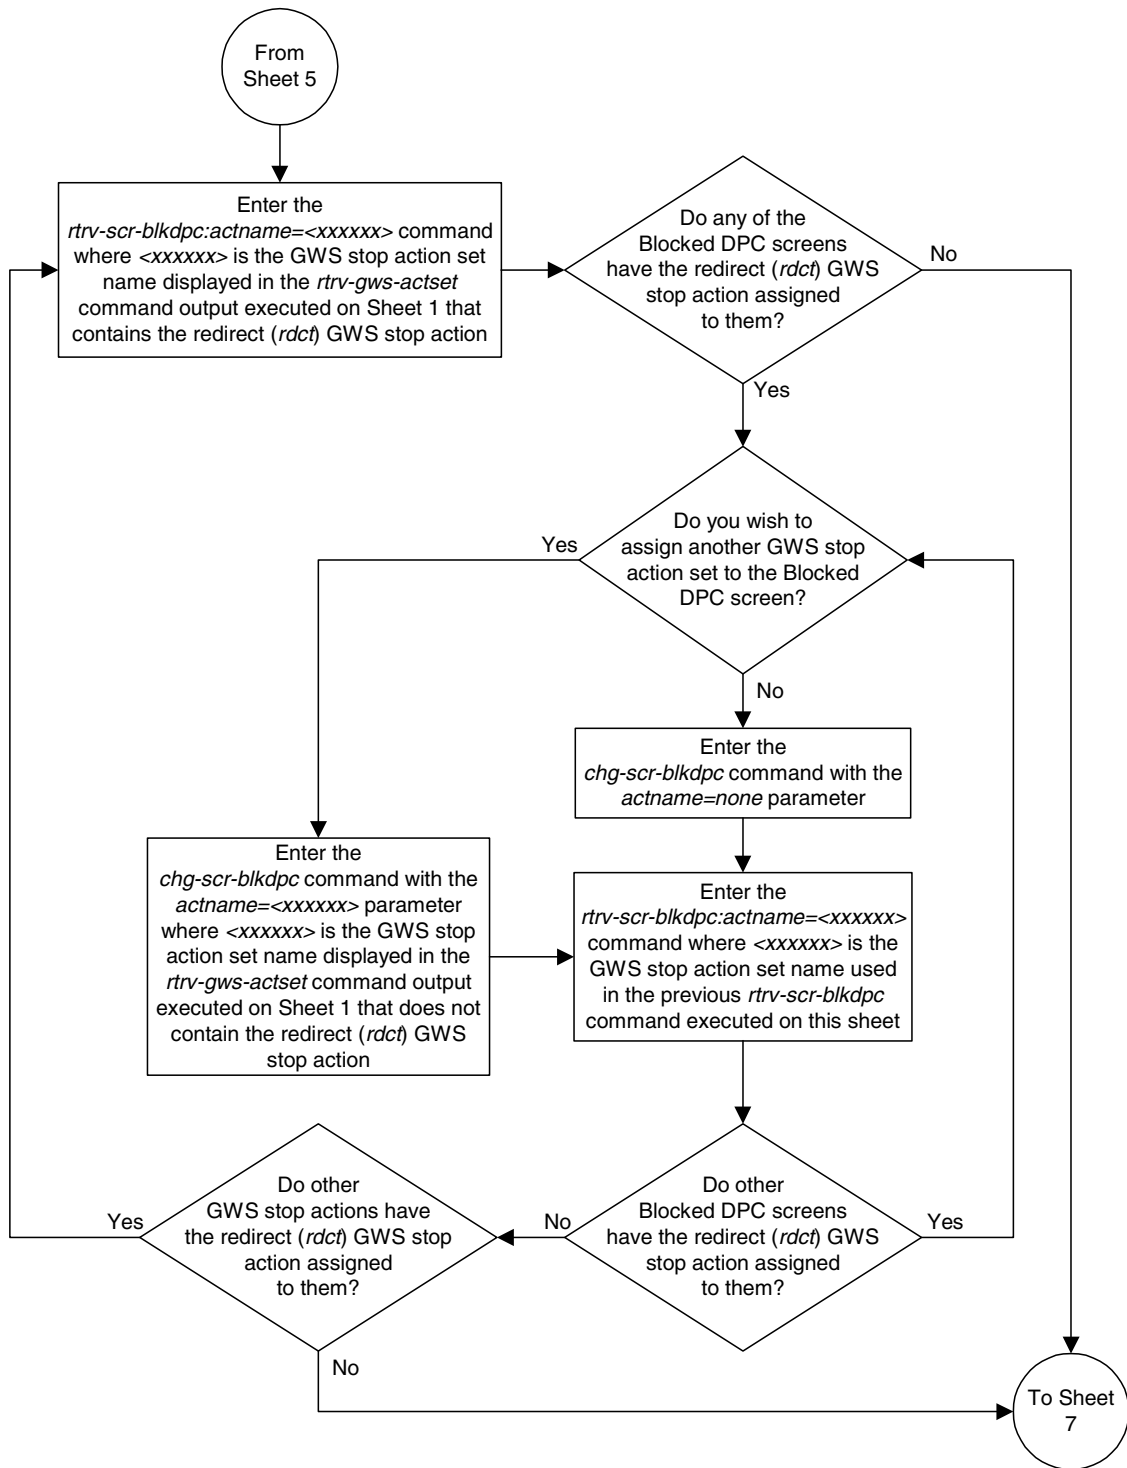 From
Sheet 5
Enter the
rtrv-scr-blkdpc:actname=<xxxxxx> command
where <xxxxxx> is the GWS stop action set
name displayed in the rtrv-gws-actset
command output executed on Sheet 1 that
contains the redirect (rdct) GWS stop action
Do any of the
Blocked DPC screens
have the redirect (rdct) GWS
stop action assigned
to them?
No
Yes
Do you wish to
assign another GWS stop
action set to the Blocked
DPC screen?
Yes
No
Enter the
chg-scr-blkdpc command with the
actname=none parameter
Enter the
chg-scr-blkdpc command with the
actname=<xxxxxx> parameter
where <xxxxxx> is the GWS stop
action set name displayed in the
rtrv-gws-actset command output
executed on Sheet 1 that does not
contain the redirect (rdct) GWS
stop action
Enter the
rtrv-scr-blkdpc:actname=<xxxxxx>
command where <xxxxxx> is the
GWS stop action set name used
in the previous rtrv-scr-blkdpc
command executed on this sheet
Do other
Blocked DPC screens
have the redirect (rdct) GWS
stop action assigned
to them?
Yes
No
Do other
GWS stop actions have
the redirect (rdct) GWS stop
action assigned
to them?
Yes
No
To Sheet
7